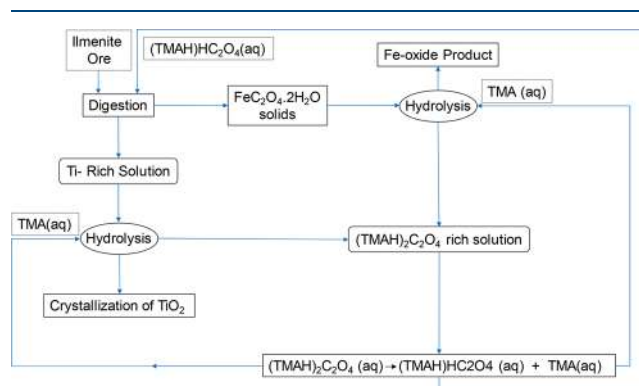 Ilmenite
Ore
(TMAH)HC₂O₄(aq)
Fe-oxide Product
Digestion
FeC₂O₄.2H₂O
solids
Hydrolysis
TMA (aq)
Ti- Rich Solution
TMA(aq)
Hydrolysis
(TMAH)₂C₂O₄ rich solution
Crystallization of TiO₂
(TMAH)₂C₂O₄ (aq)→(TMAH)HC2O4 (aq) + TMA(aq)